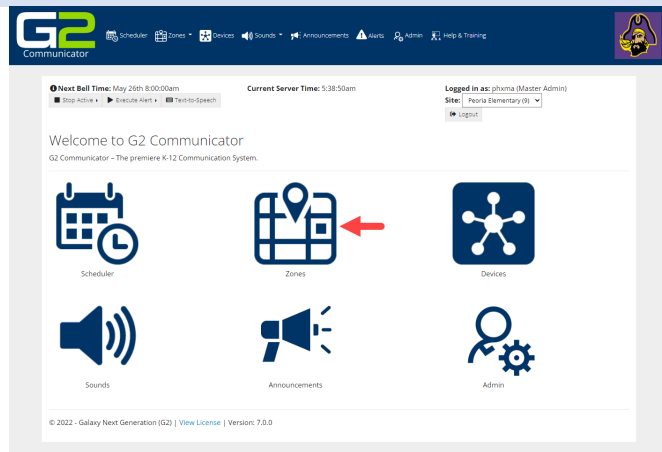 G2
Communicator
Scheduler Zones Devices Sounds Announcements Alerts Admin Help & Training
Next Bell Time: May 26th 8:00:00am Current Server Time: 5:38:50am Logged in as: phxma (Master Admin)
Stop Active Execute Alert Text-to-Speech Site: Peoria Elementary (9)
Logout
Welcome to G2 Communicator
G2 Communicator – The premiere K-12 Communication System.
Scheduler Zones Devices
Sounds Announcements Admin
© 2022 - Galaxy Next Generation (G2) | View License | Version: 7.0.0